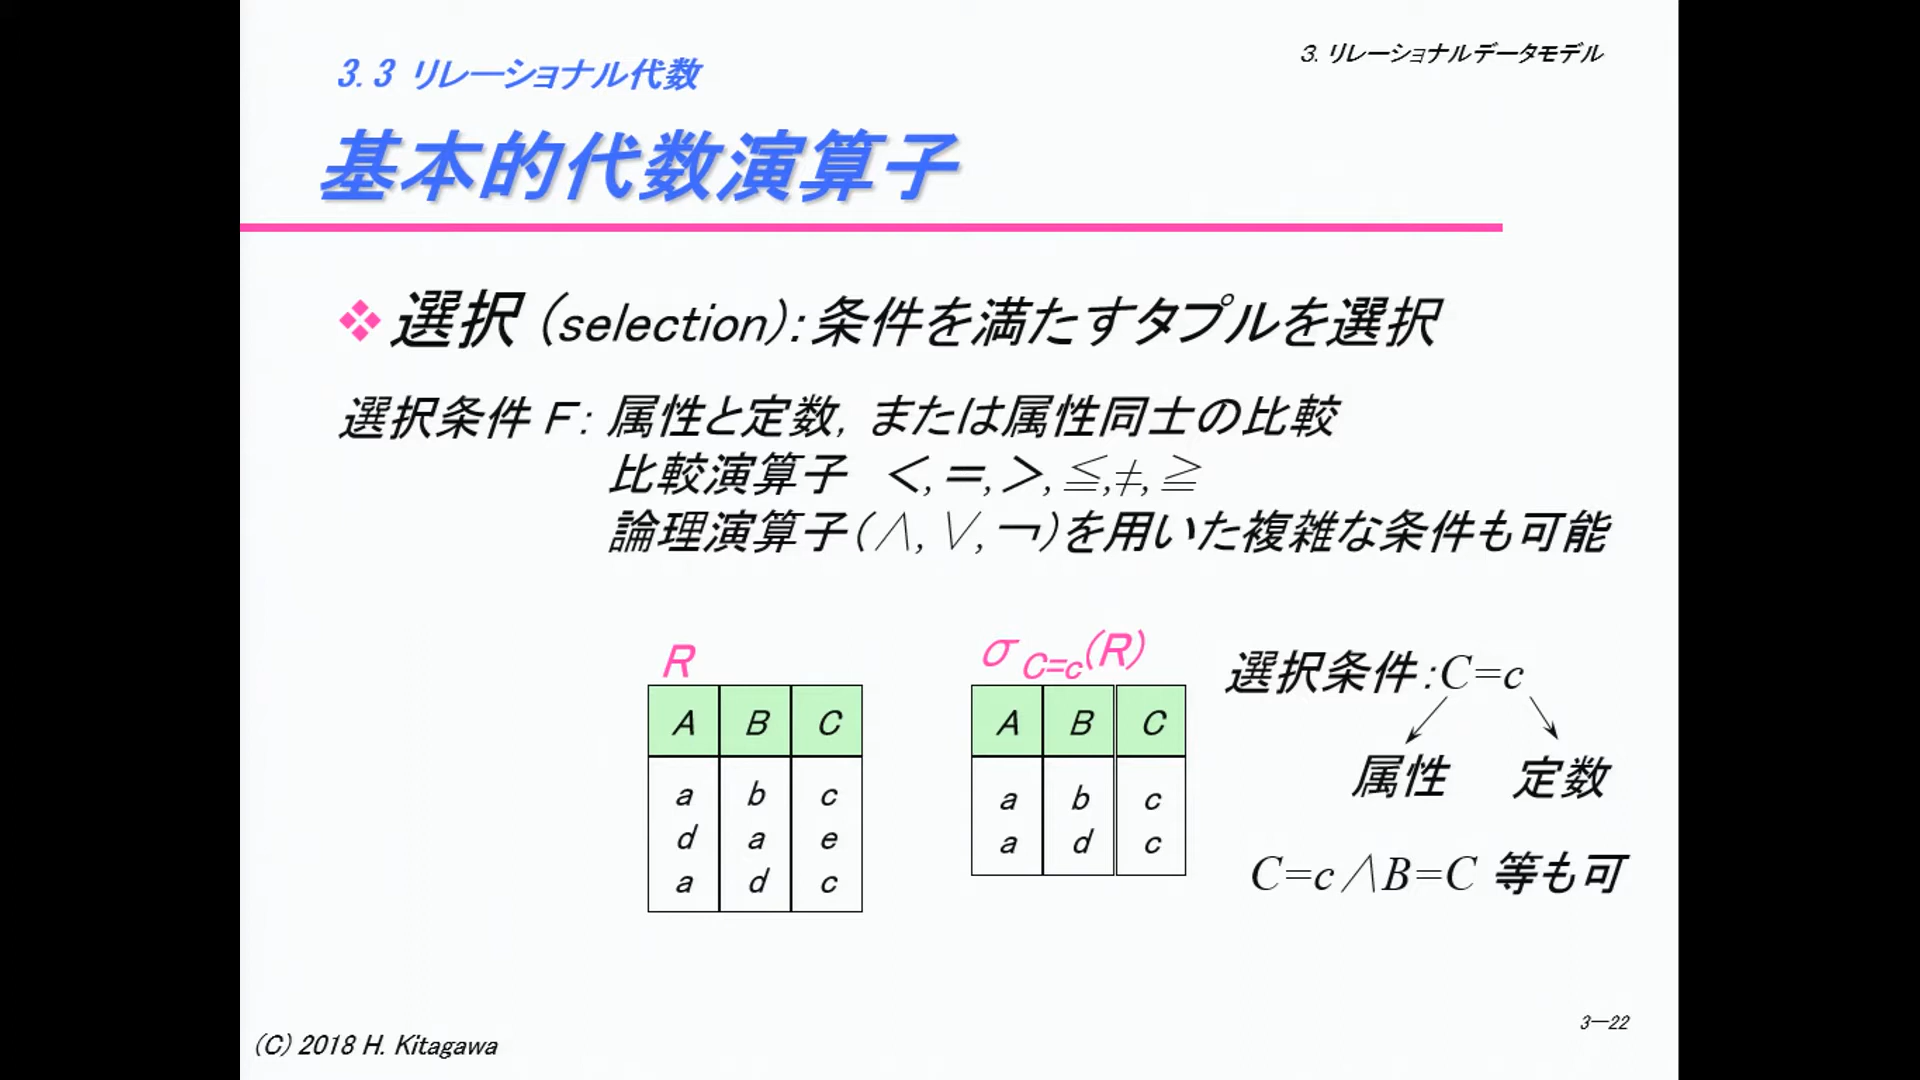 3. リレーショナルデータモデル
3.3 リレーショナル代数
基本的代数演算子
❖選択 (selection):条件を満たすタプルを選択
選択条件 F: 属性と定数, または属性同士の比較
比較演算子 <,=,>,≦,≠,≧
論理演算子(∧,∨,¬)を用いた複雑な条件も可能
R
A B C
a b c
d a e
a d c
σ C=c(R)
A B C
a b c
a d c
選択条件:C=c
属性 定数
C=c∧B=C 等も可
3―22
(C) 2018 H. Kitagawa